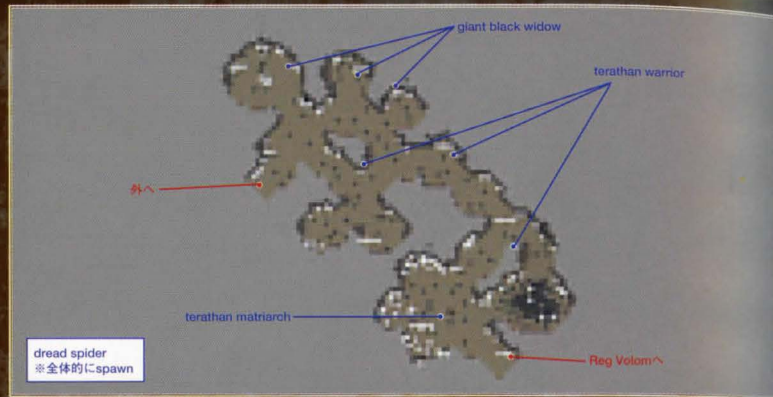 giant black widow
terathan warrior
外へ
terathan matriarch
dread spider
※全体的にspawn
Reg Volomへ